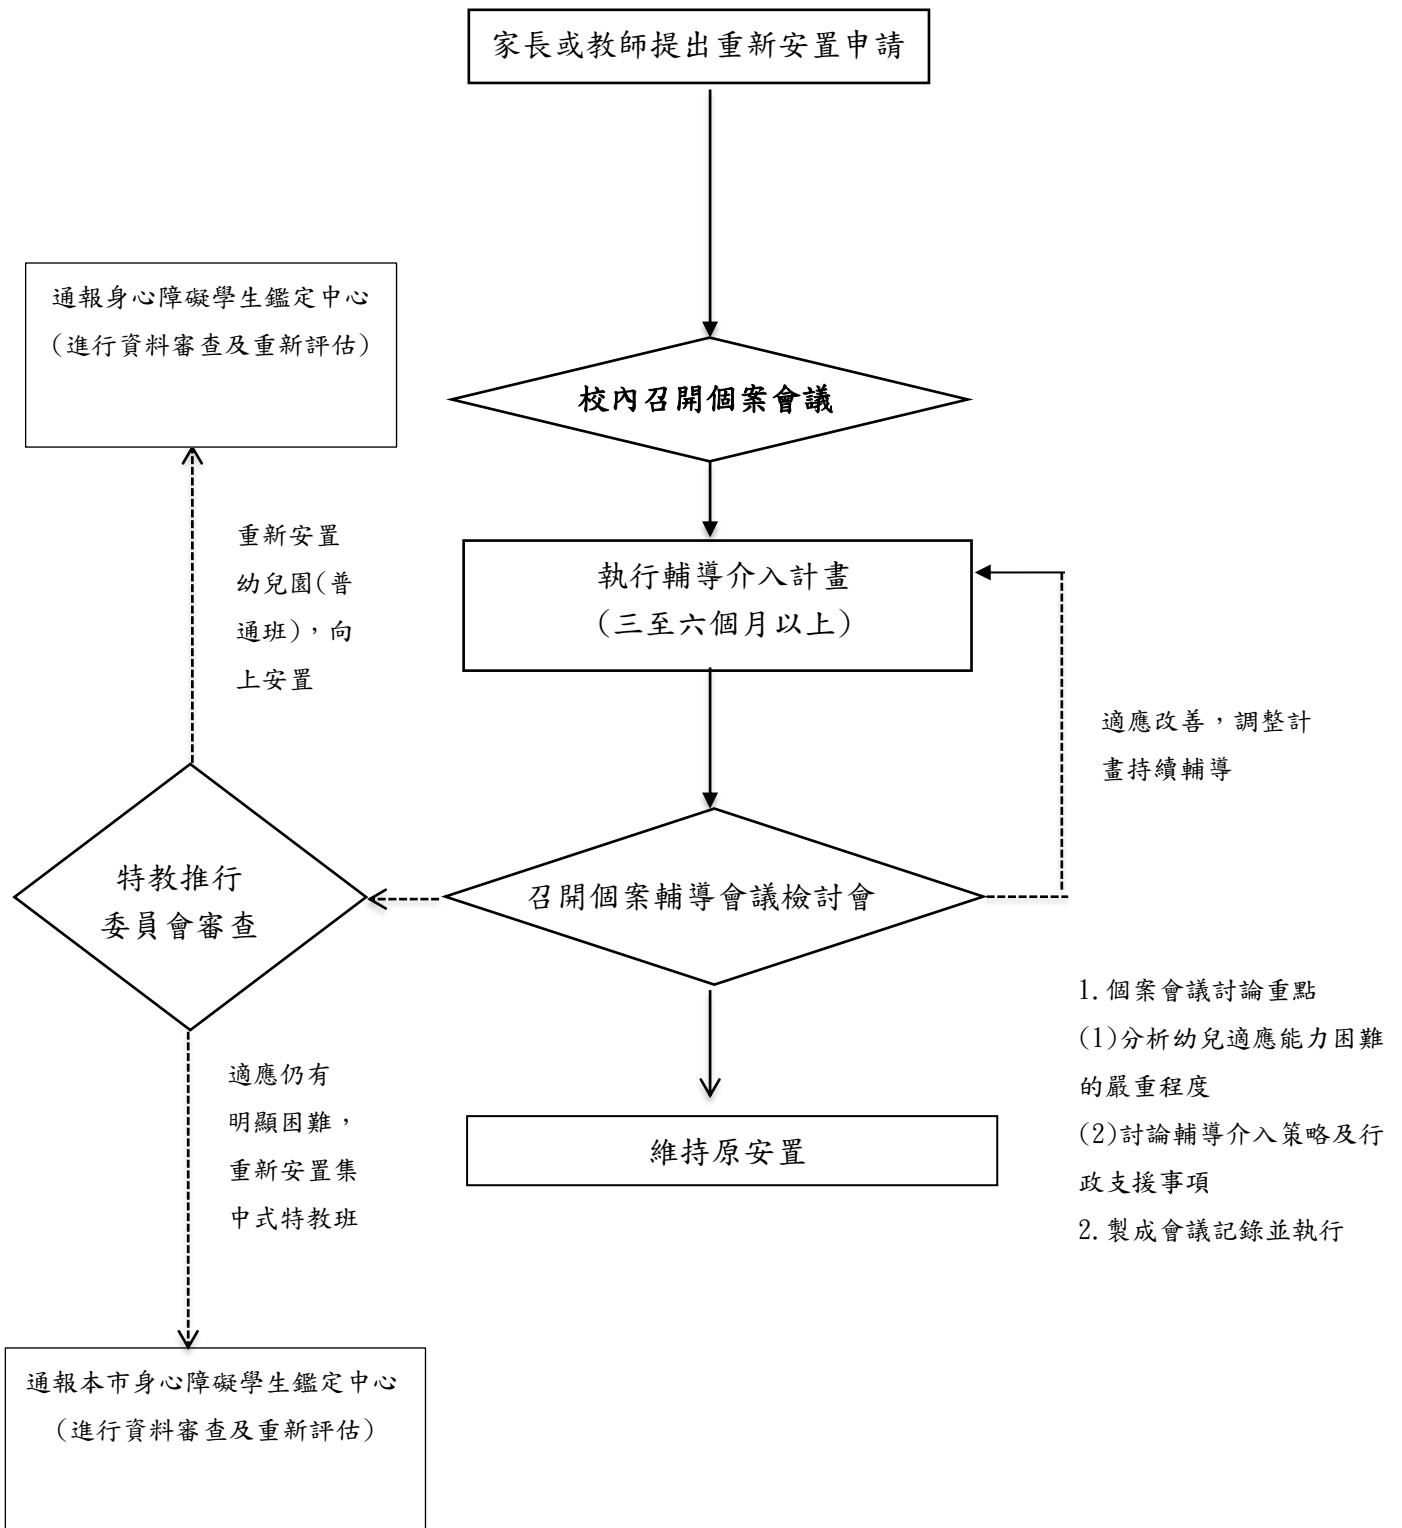 家長或教師提出重新安置申請
通報身心障礙學生鑑定中心
(進行資料審查及重新評估)
校內召開個案會議
重新安置
幼兒園(普
通班)，向
上安置
執行輔導介入計畫
(三至六個月以上)
適應改善，調整計
畫持續輔導
特教推行
委員會審查
召開個案輔導會議檢討會
適應仍有
明顯困難，
重新安置集
中式特教班
維持原安置
1.個案會議討論重點
(1)分析幼兒適應能力困難
的嚴重程度
(2)討論輔導介入策略及行
政支援事項
2.製成會議記錄並執行
通報本市身心障礙學生鑑定中心
(進行資料審查及重新評估)